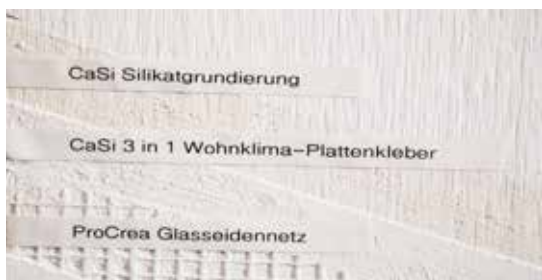 CaSi Silikatgrundierung
CaSi 3 in 1 Wohnklima-Plattenkleber
ProCrea Glasseidennetz